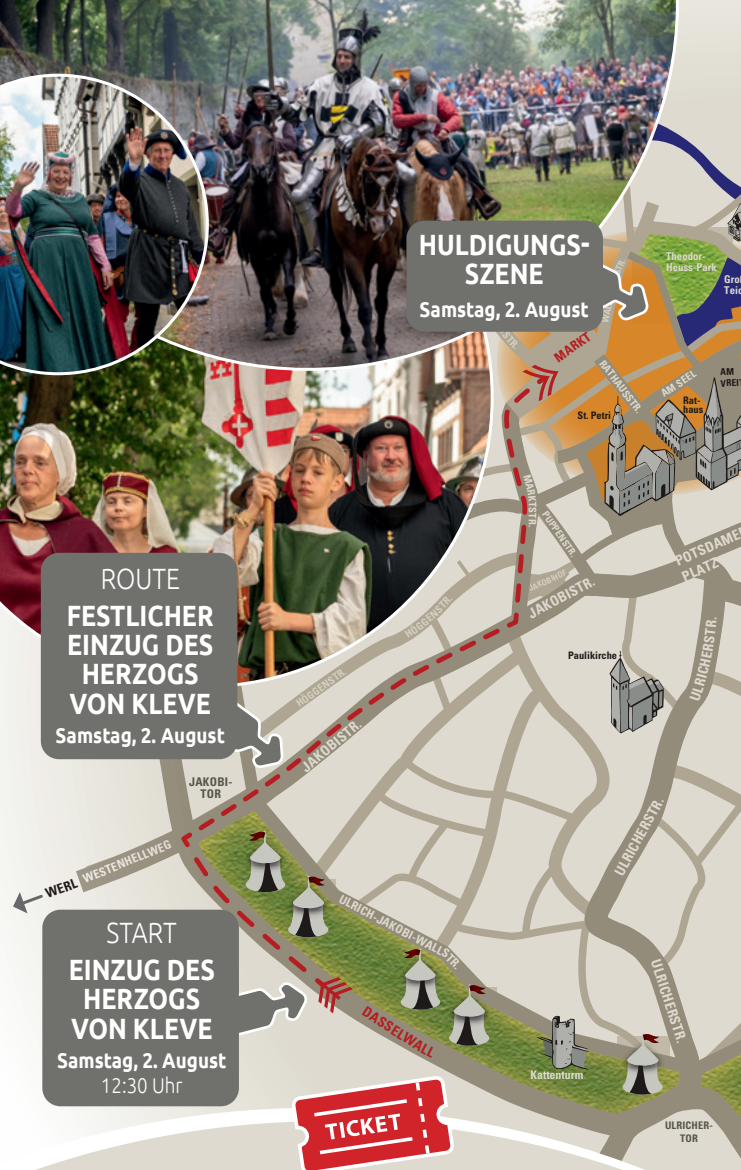 HULDIGUNGS-
SZENE
Samstag, 2. August
Theodor-
Heuss-Park
MARKT
RATHAUSSTR.
AM SEEL
AM
Rat-
haus
St. Petri
MARKTSTR.
PUPPENSTR.
JAKOBHOF
JAKOBISTR.
POTSDAMER
PLATZ
HÖGGENSTR.
Paulikirche
ULRICHERSTR.
ROUTE
FESTLICHER
EINZUG DES
HERZOGS
VON KLEVE
Samstag, 2. August
HÖGGENSTR.
JAKOBISTR.
JAKOBI-
TOR
WESTENHELLWEG
WERL
ULRICHERSTR.
ULRICH-JAKOBI-WALLSTR.
START
EINZUG DES
HERZOGS
VON KLEVE
Samstag, 2. August
12:30 Uhr
DASSELWALL
ULRICHERSTR.
Kattenturm
ULRICHER-
TOR
TICKET